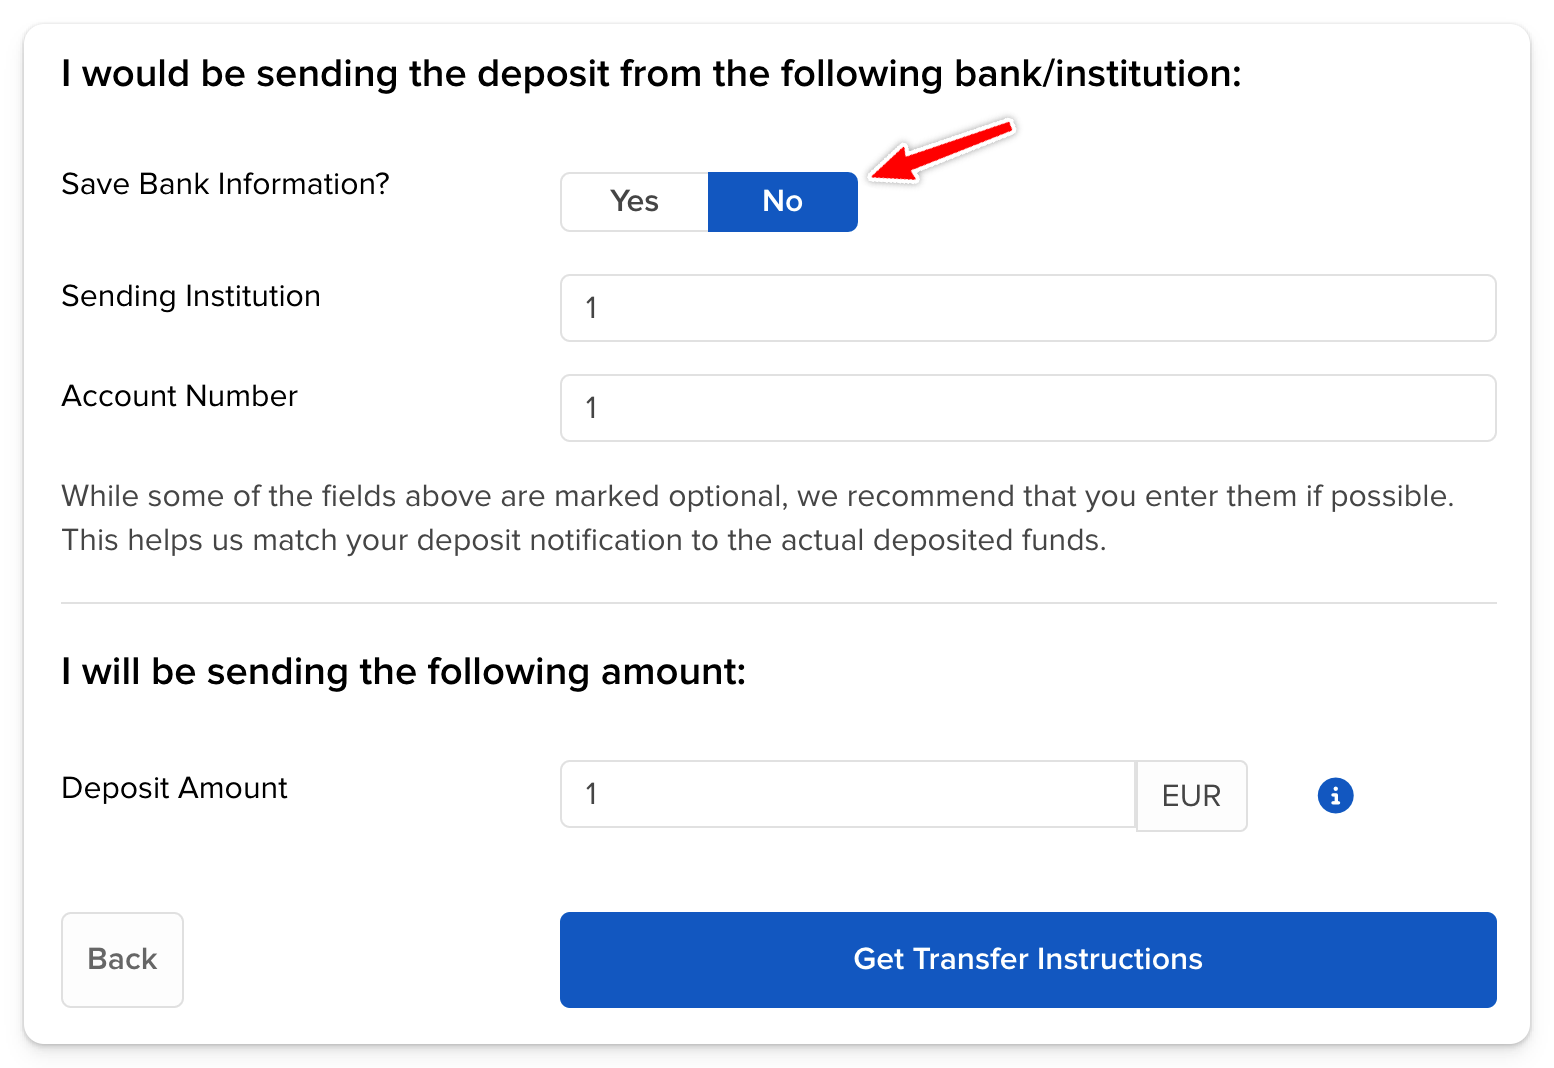 I would be sending the deposit from the following bank/institution:
Save Bank Information?
Yes No
Sending Institution
1
Account Number
1
While some of the fields above are marked optional, we recommend that you enter them if possible.
This helps us match your deposit notification to the actual deposited funds.
I will be sending the following amount:
Deposit Amount
1 EUR
i
Back
Get Transfer Instructions